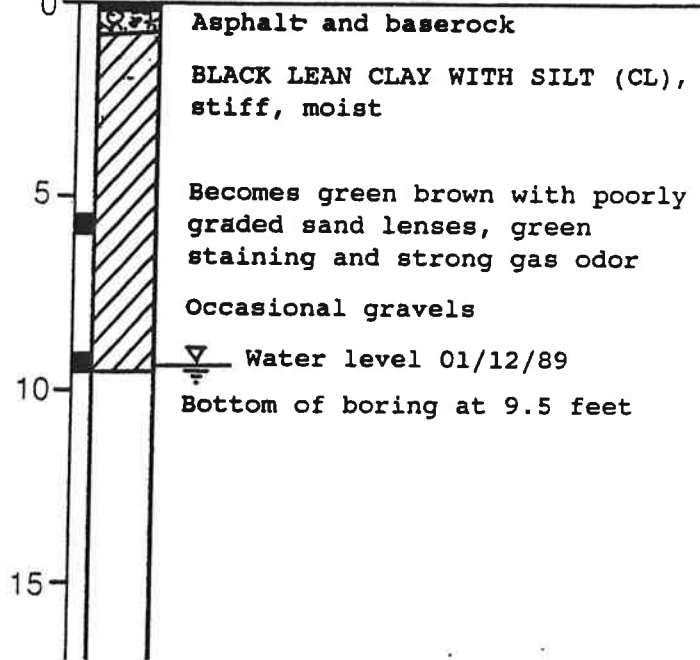 0
Asphalt and baserock
BLACK LEAN CLAY WITH SILT (CL),
stiff, moist
5
Becomes green brown with poorly
graded sand lenses, green
staining and strong gas odor
Occasional gravels
Water level 01/12/89
10
Bottom of boring at 9.5 feet
15